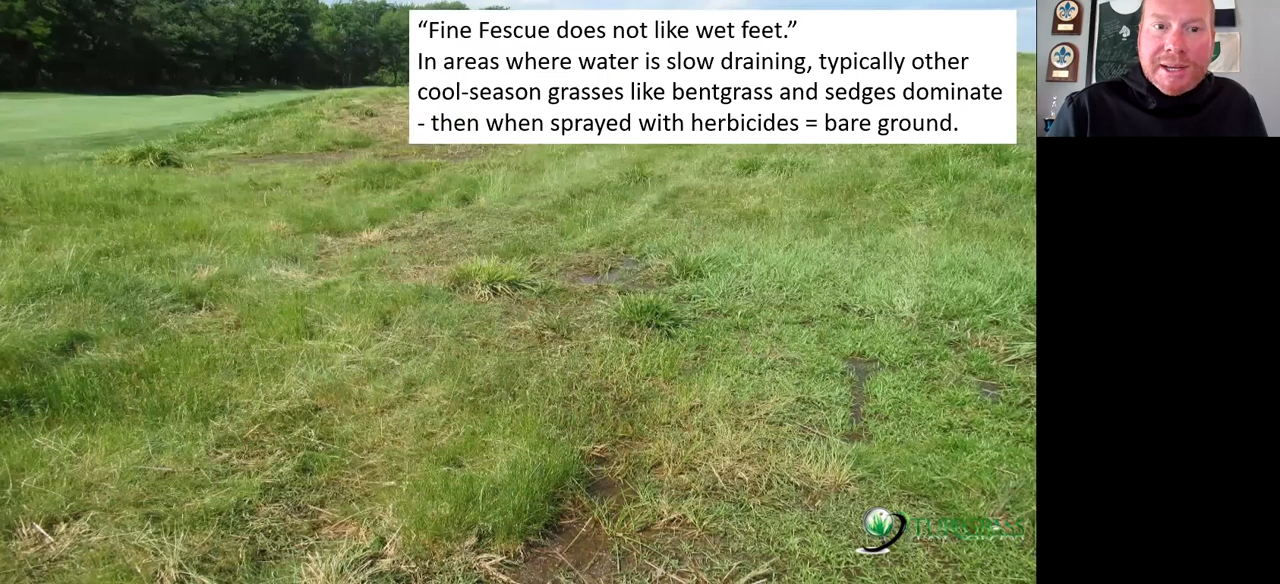 “Fine Fescue does not like wet feet.”
In areas where water is slow draining, typically other
cool-season grasses like bentgrass and sedges dominate
- then when sprayed with herbicides = bare ground.